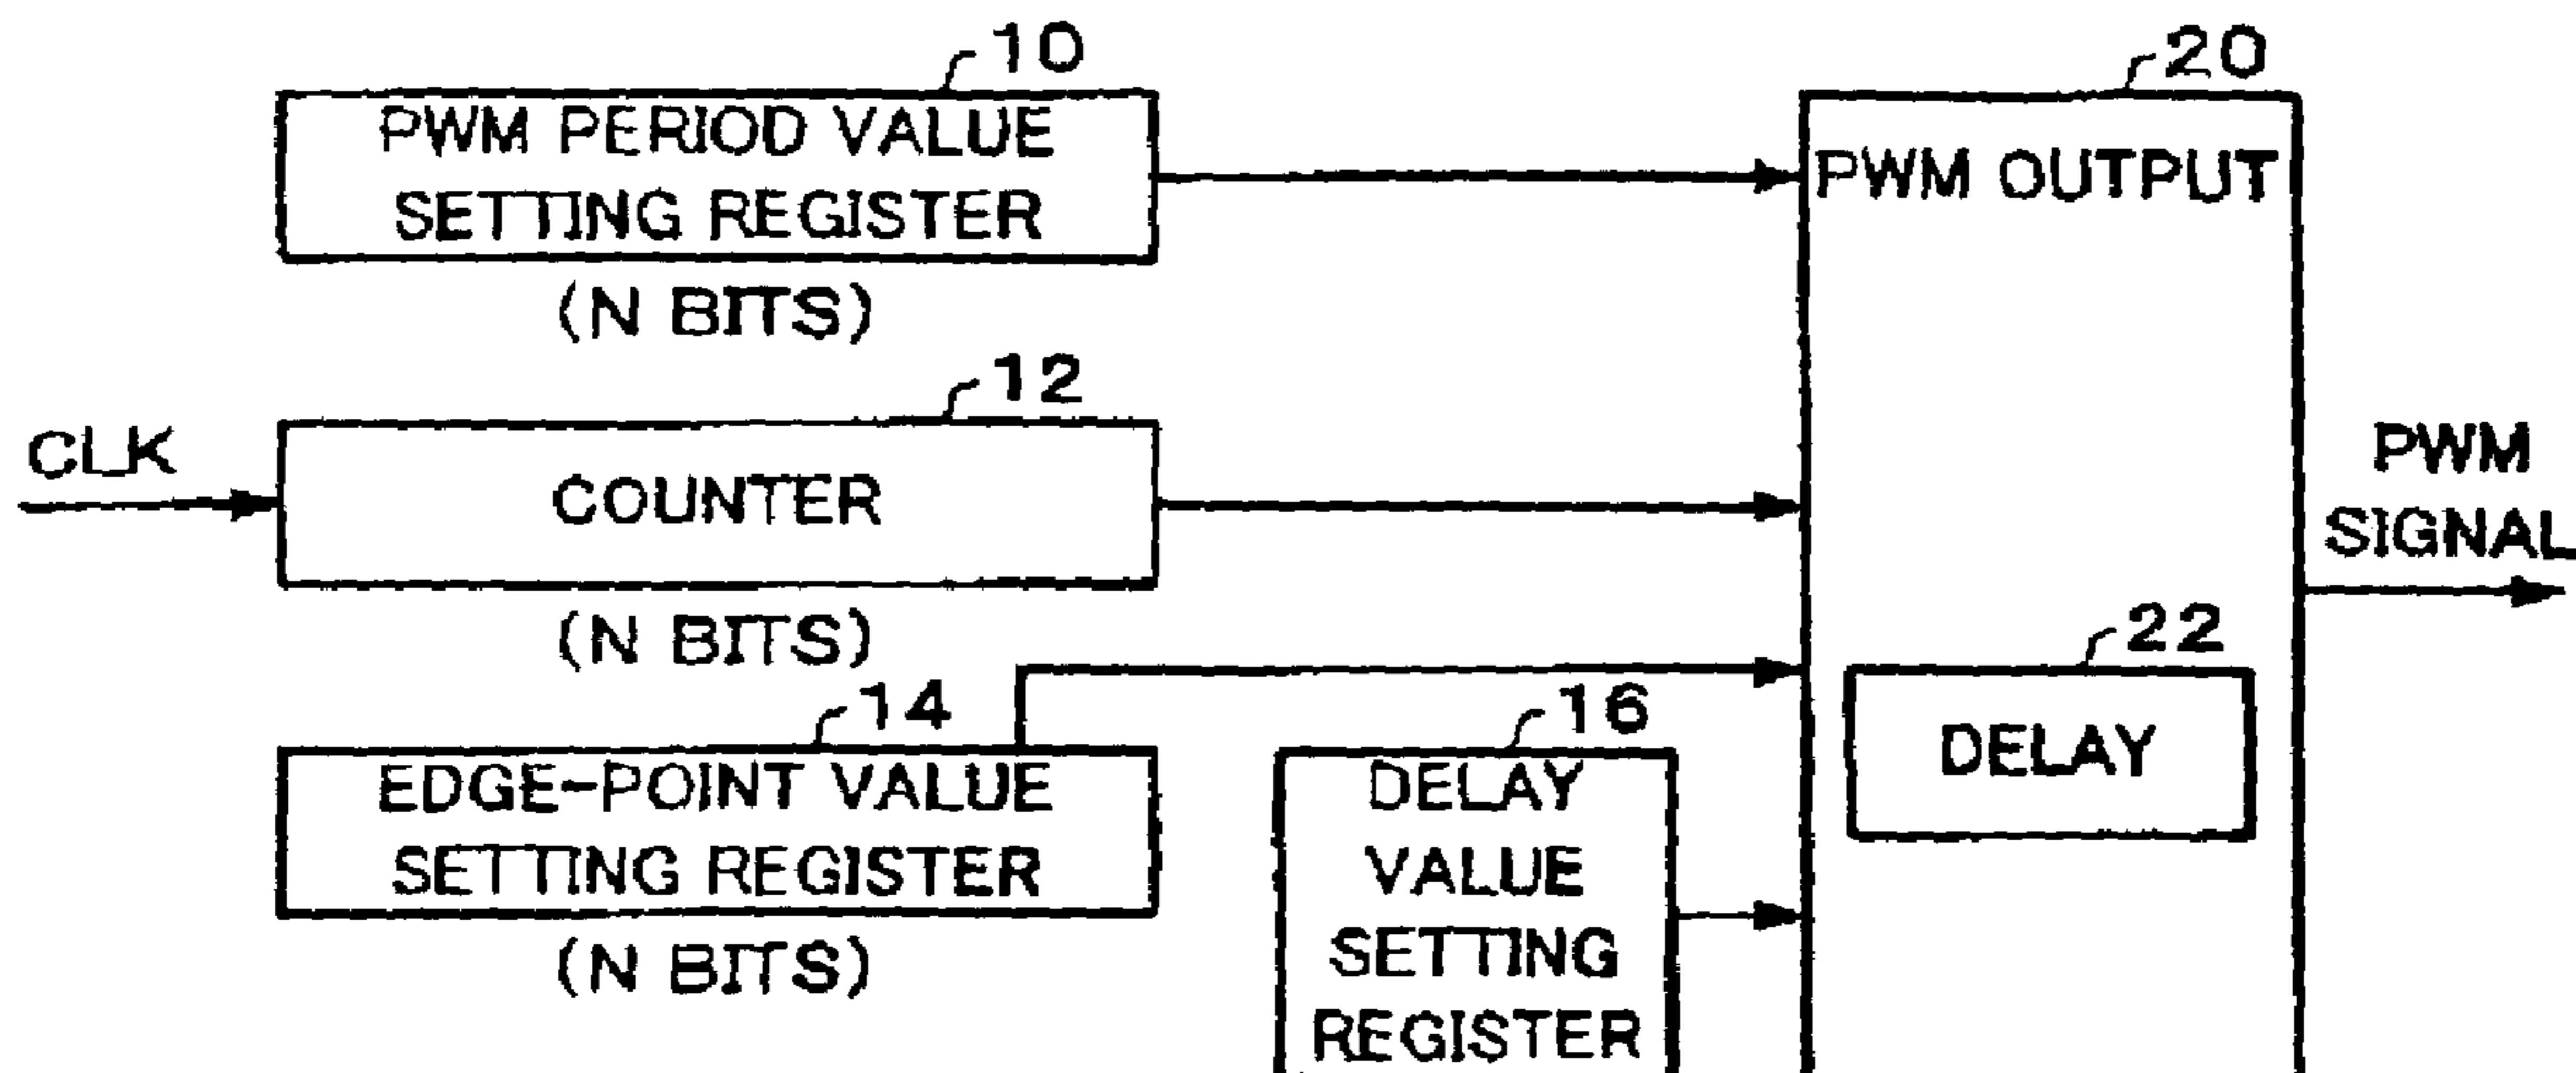 10
PWM PERIOD VALUE
SETTING REGISTER
(N BITS)
20
PWM OUTPUT
12
CLK
COUNTER
(N BITS)
PWM
SIGNAL
22
DELAY
14
EDGE-POINT VALUE
SETTING REGISTER
(N BITS)
16
DELAY
VALUE
SETTING
REGISTER